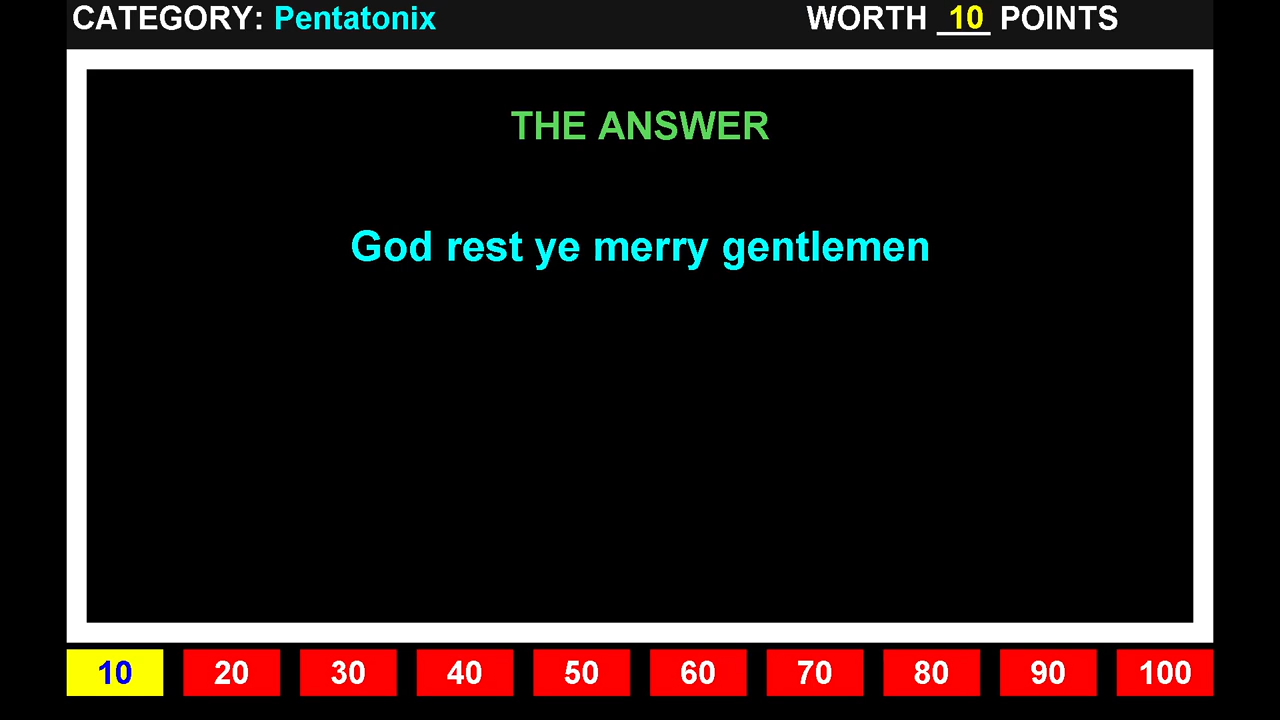 CATEGORY: Pentatonix WORTH 10 POINTS
THE ANSWER
God rest ye merry gentlemen
10 20 30 40 50 60 70 80 90 100